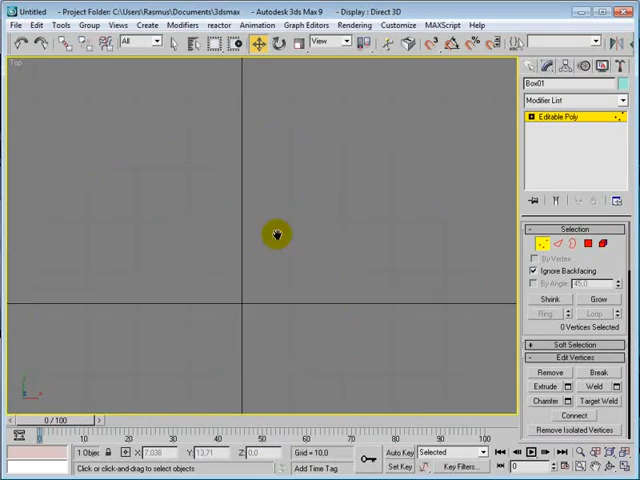 Untitled - Project Folder: C:\Users\Rasmus\Documents\3dsmax - Autodesk 3ds Max 9 - Display : Direct 3D
File Edit Tools Group Views Create Modifiers reactor Animation Graph Editors Rendering Customize MAXScript Help
All View
Top
Box01
Modifier List
Editable Poly
Selection
By Vertex
Ignore Backfacing
By Angle: 45,0
Shrink Grow
Ring Loop
0 Vertices Selected
Soft Selection
Edit Vertices
Remove Break
Extrude Weld
Chamfer Target Weld
Connect
Remove Isolated Vertices
0 / 100
0 10 20 30 40 50 60 70 80 90 100
1 Objec X 7,038 Y 13,71 Z 0,0 Grid = 10,0 Auto Key Selected
Click or click-and-drag to select objects Add Time Tag Set Key Key Filters... 0